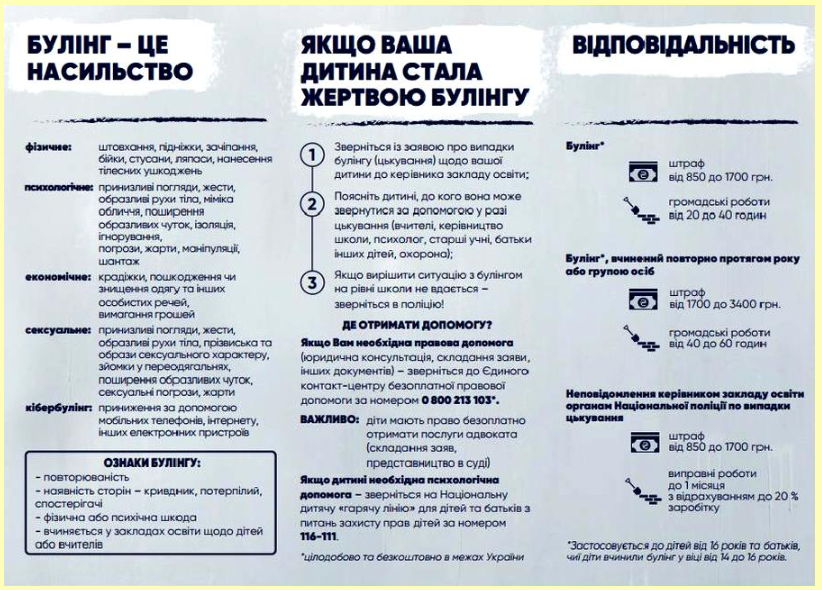 БУЛІНГ – ЦЕ
НАСИЛЬСТВО
фізичне: штовхання, підніжки, зачіпання,
бійки, стусани, ляпаси, нанесення
тілесних ушкоджень
психологічне: принизливі погляди, жести,
образливі рухи тіла, міміка
обличчя, поширення
образливих чуток, ізоляція,
ігнорування,
погрози, жарти, маніпуляції,
шантаж
економічне: крадіжки, пошкодження чи
знищення одягу та інших
особистих речей,
вимагання грошей
сексуальне: принизливі погляди, жести,
образливі рухи тіла, прізвиська та
образи сексуального характеру,
зйомки у переодягальнях,
поширення образливих чуток,
сексуальні погрози, жарти
кібербулінг: приниження за допомогою
мобільних телефонів, інтернету,
інших електронних пристроїв
ОЗНАКИ БУЛІНГУ:
- повторюваність
- наявність сторін – кривдник, потерпілий,
спостерігачі
- фізична або психічна шкода
- вчиняється у закладах освіти щодо дітей
або вчителів
ЯКЩО ВАША
ДИТИНА СТАЛА
ЖЕРТВОЮ БУЛІНГУ
1 Зверніться із заявою про випадки
булінгу (цькування) щодо вашої
дитини до керівника закладу освіти;
2 Поясніть дитині, до кого вона може
звернутися за допомогою у разі
цькування (вчителі, керівництво
школи, психолог, старші учні, батьки
інших дітей, охорона);
3 Якщо вирішити ситуацію з булінгом
на рівні школи не вдається –
зверніться в поліцію!
ДЕ ОТРИМАТИ ДОПОМОГУ?
Якщо Вам необхідна правова допомога
(юридична консультація, складання заяви,
інших документів) – зверніться до Єдиного
контакт-центру безоплатної правової
допомоги за номером 0 800 213 103*.
ВАЖЛИВО: діти мають право безоплатно
отримати послуги адвоката
(складання заяв,
представництво в суді)
Якщо дитині необхідна психологічна
допомога – зверніться на Національну
дитячу «гарячу лінію» для дітей та батьків з
питань захисту прав дітей за номером
116-111.
*цілодобово та безкоштовно в межах України
ВІДПОВІДАЛЬНІСТЬ
Булінг*
штраф
від 850 до 1700 грн.
громадські роботи
від 20 до 40 годин
Булінг*, вчинений повторно протягом року
або групою осіб
штраф
від 1700 до 3400 грн.
громадські роботи
від 40 до 60 годин
Неповідомлення керівником закладу освіти
органам Національної поліції по випадки
цькування
штраф
від 850 до 1700 грн.
виправні роботи
до 1 місяця
з відрахуванням до 20 %
заробітку
*Застосовується до дітей від 16 років та батьків,
чиї діти вчинили булінг у віці від 14 до 16 років.